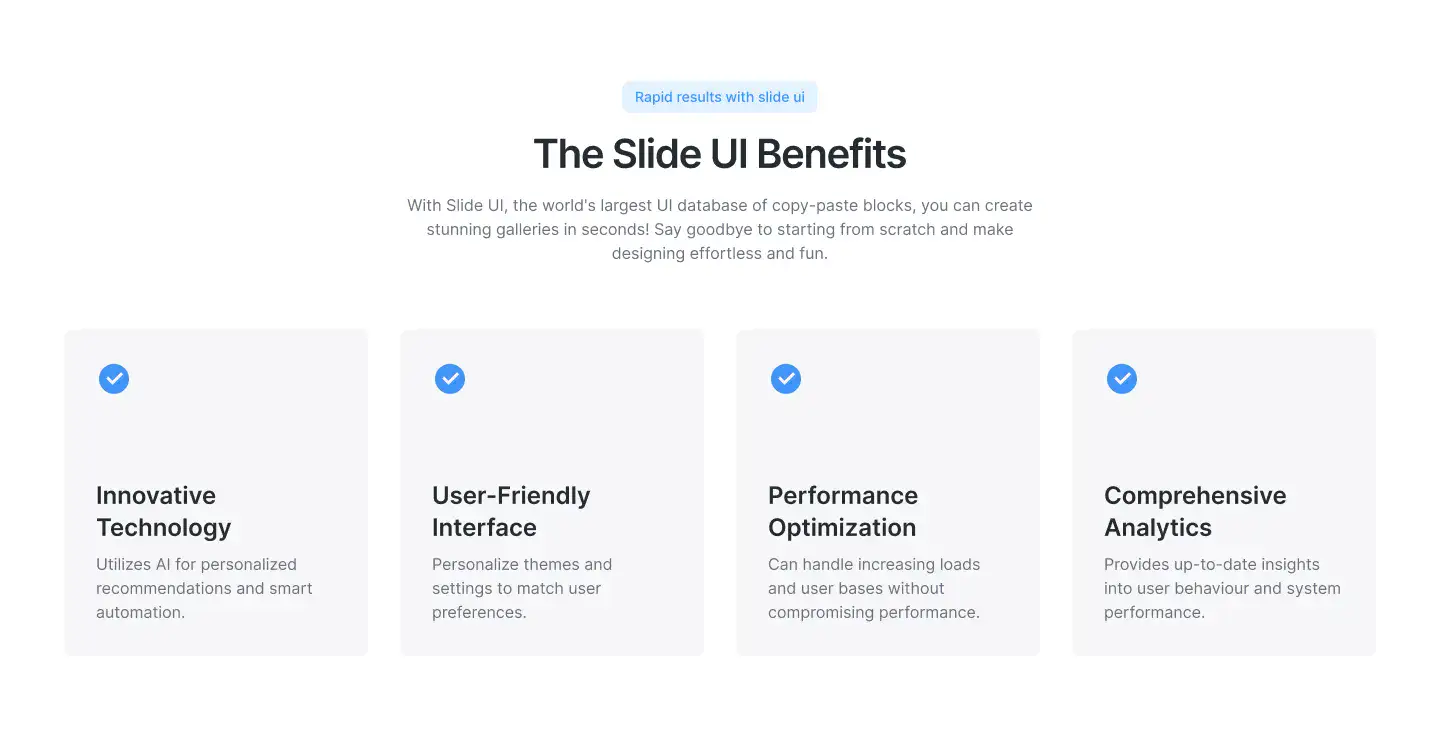 Rapid results with slide ui
The Slide UI Benefits
With Slide UI, the world's largest UI database of copy-paste blocks, you can create
stunning galleries in seconds! Say goodbye to starting from scratch and make
designing effortless and fun.
Innovative
Technology
Utilizes AI for personalized
recommendations and smart
automation.
User-Friendly
Interface
Personalize themes and
settings to match user
preferences.
Performance
Optimization
Can handle increasing loads
and user bases without
compromising performance.
Comprehensive
Analytics
Provides up-to-date insights
into user behaviour and system
performance.